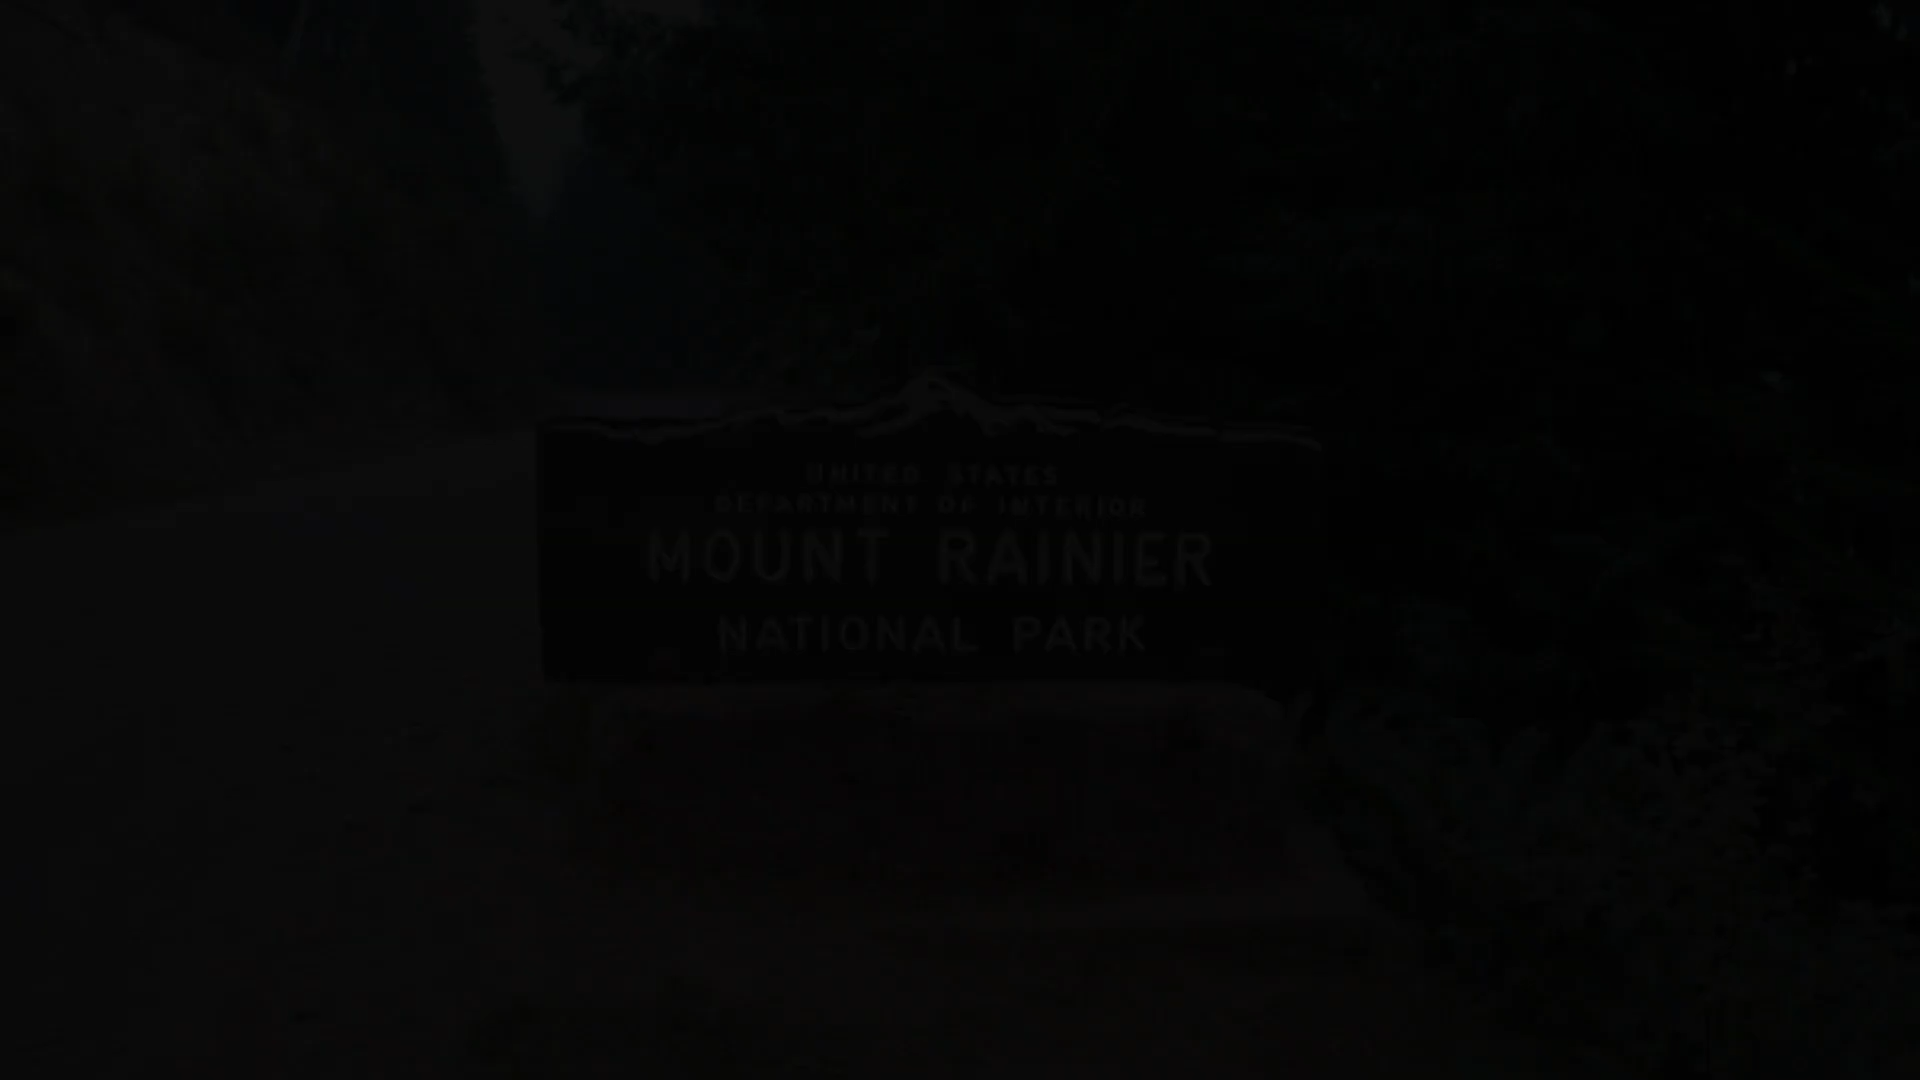 UNITED STATES
DEPARTMENT OF INTERIOR
MOUNT RAINIER
NATIONAL PARK